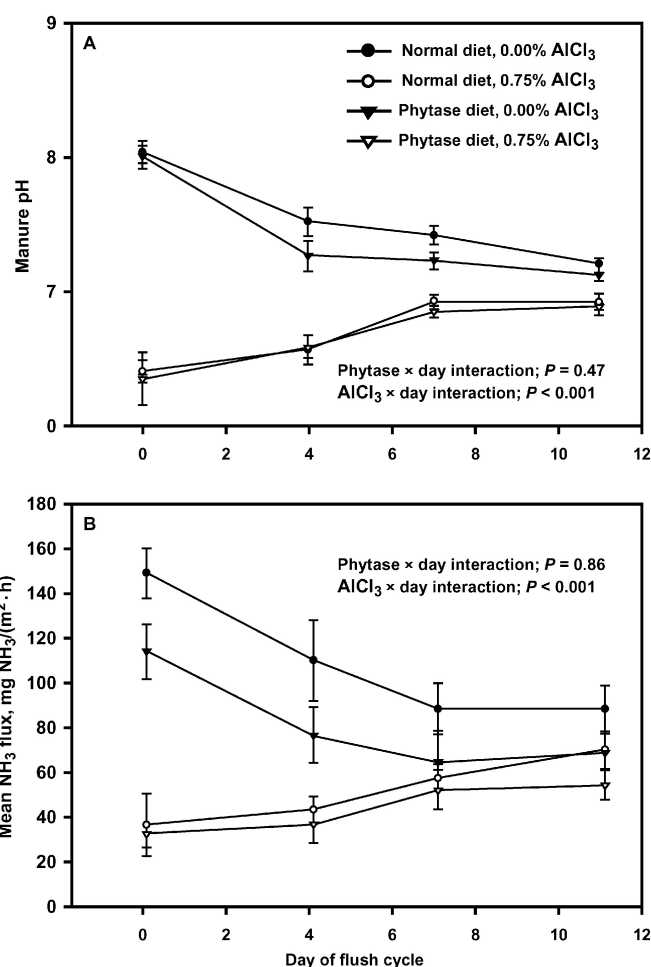 9
A
Normal diet, 0.00% AlCl3
Normal diet, 0.75% AlCl3
Phytase diet, 0.00% AlCl3
Phytase diet, 0.75% AlCl3
8
Manure pH
7
Phytase × day interaction; P = 0.47
AlCl3 × day interaction; P < 0.001
0
0 2 4 6 8 10 12
180
B
160
Phytase × day interaction; P = 0.86
AlCl3 × day interaction; P < 0.001
140
120
100
80
60
40
20
0
Mean NH3 flux, mg NH3/(m2·h)
0 2 4 6 8 10 12
Day of flush cycle